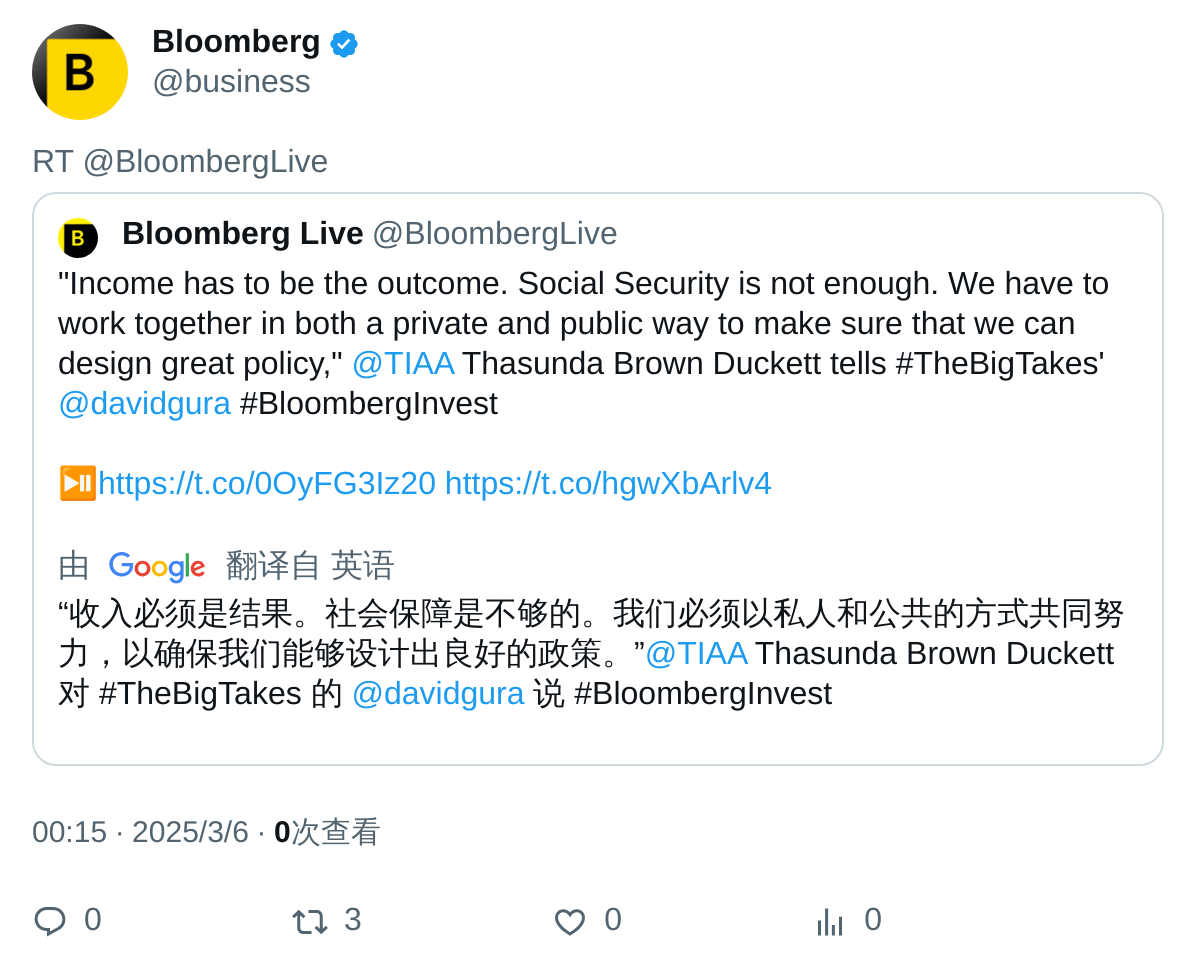 B
Bloomberg
@business
RT @BloombergLive
B Bloomberg Live @BloombergLive
"Income has to be the outcome. Social Security is not enough. We have to
work together in both a private and public way to make sure that we can
design great policy," @TIAA Thasunda Brown Duckett tells #TheBigTakes'
@davidgura #BloombergInvest
⏯https://t.co/0OyFG3Iz20 https://t.co/hgwXbArlv4
由 Google 翻译自 英语
“收入必须是结果。社会保障是不够的。我们必须以私人和公共的方式共同努
力，以确保我们能够设计出良好的政策。”@TIAA Thasunda Brown Duckett
对 #TheBigTakes 的 @davidgura 说 #BloombergInvest
00:15 · 2025/3/6 · 0次查看
0 3 0 0